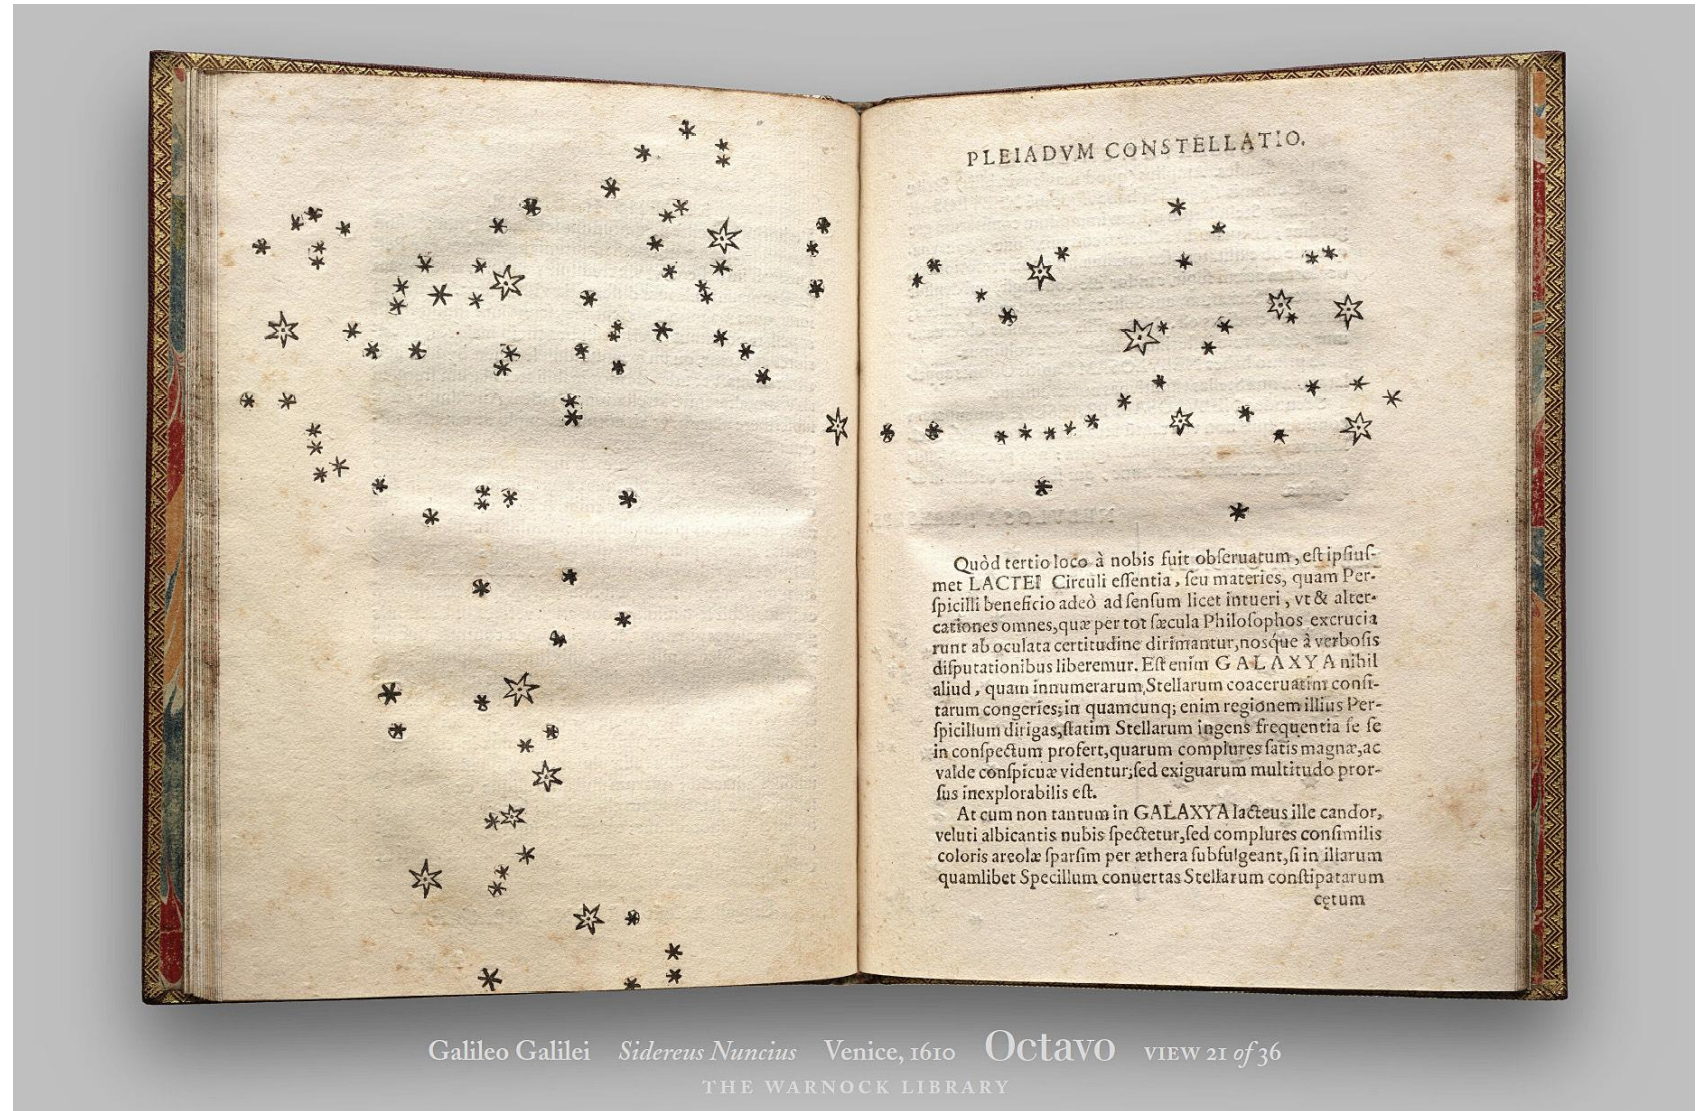 PLEIADVM CONSTELLATIO.
Quòd tertio loco à nobis fuit obſeruatum, eſt ipſiuſ-
met LACTEI Circuli eſſentia, ſeu materies, quam Per-
ſpicilli beneficio adeò ad ſenſum licet intueri, vt & alter-
cationes omnes, quæ per tot ſæcula Philoſophos excrucia
runt ab oculata certitudine dirimantur, noſque à verboſis
diſputationibus liberemur. Eſt enim GALAXYA nihil
aliud, quam innumerarum Stellarum coaceruatim conſi-
tarum congeries; in quamcunq; enim regionem illius Per-
ſpicillum dirigas, ſtatim Stellarum ingens frequentia ſe ſe
in conſpectum profert, quarum complures ſatis magnæ, ac
valde conſpicuæ videntur; ſed exiguarum multitudo pror-
ſus inexplorabilis eſt.
At cum non tantum in GALAXYA lacteus ille candor,
veluti albicantis nubis ſpectetur, ſed complures conſimilis
coloris areolæ ſparſim per æthera ſubfulgeant, ſi in illarum
quamlibet Specillum conuertas Stellarum conſtipatarum
cętum
Galileo Galilei Sidereus Nuncius Venice, 1610 Octavo VIEW 21 of 36
THE WARNOCK LIBRARY